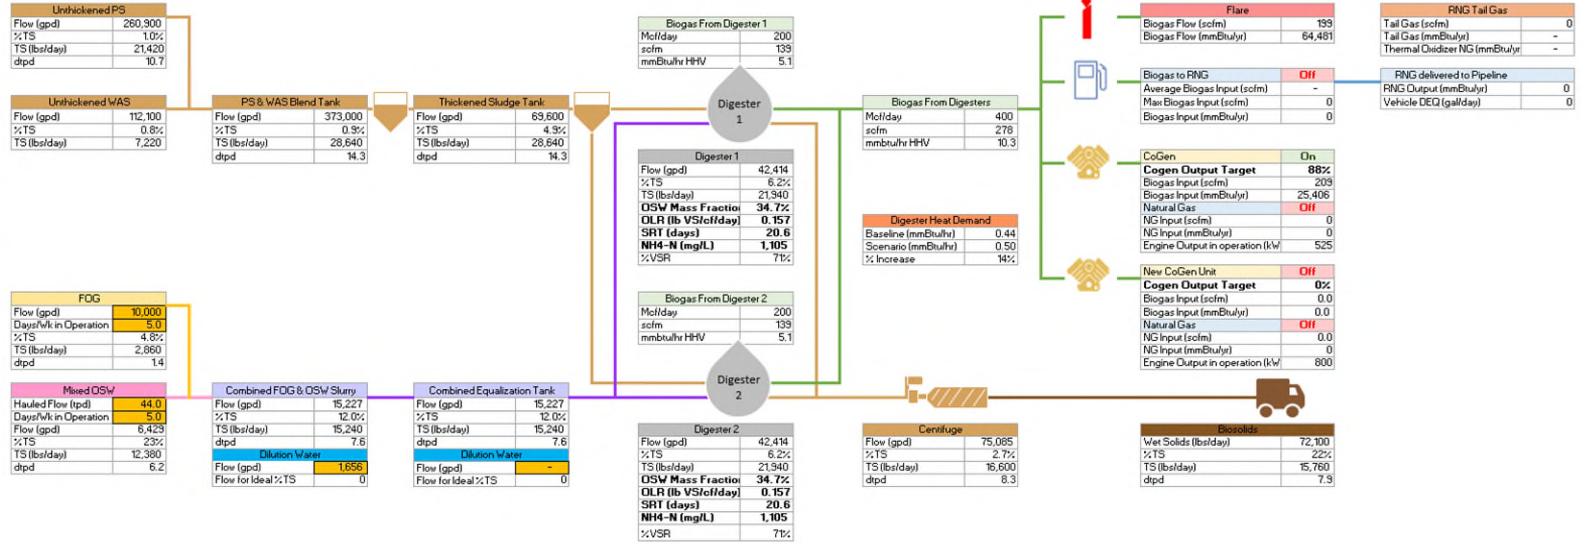 Unthickened PS
Flow (gpd) 260,900
%TS 1.0%
TS (lbs/day) 21,420
dtpd 10.7
Unthickened WAS
Flow (gpd) 112,100
%TS 0.8%
TS (lbs/day) 7,220
PS & WAS Blend Tank
Flow (gpd) 373,000
%TS 0.9%
TS (lbs/day) 28,640
dtpd 14.3
Thickened Sludge Tank
Flow (gpd) 69,600
%TS 4.9%
TS (lbs/day) 28,640
dtpd 14.3
FOG
Flow (gpd) 10,000
Days/Wk in Operation 5.0
%TS 4.8%
TS (lbs/day) 2,860
dtpd 1.4
Mixed OSW
Hauled Flow (tpd) 44.0
Days/Wk in Operation 5.0
Flow (gpd) 6,429
%TS 23%
TS (lbs/day) 12,380
dtpd 6.2
Combined FOG & OSW Slurry
Flow (gpd) 15,227
%TS 12.0%
TS (lbs/day) 15,240
dtpd 7.6
Dilution Water
Flow (gpd) 1,656
Flow for Ideal %TS 0
Combined Equalization Tank
Flow (gpd) 15,227
%TS 12.0%
TS (lbs/day) 15,240
dtpd 7.6
Dilution Water
Flow (gpd) -
Flow for Ideal %TS 0
Biogas From Digester 1
Mcf/day 200
scfm 139
mmBtu/hr HHV 5.1
Digester
1
Digester 1
Flow (gpd) 42,414
%TS 6.2%
TS (lbs/day) 21,940
OSW Mass Fractio 34.7%
OLR (lb VS/cf/day) 0.157
SRT (days) 20.6
NH4-N (mg/L) 1,105
%VSR 71%
Biogas From Digester 2
Mcf/day 200
scfm 139
mmbtu/hr HHV 5.1
Digester
2
Digester 2
Flow (gpd) 42,414
%TS 6.2%
TS (lbs/day) 21,940
OSW Mass Fractio 34.7%
OLR (lb VS/cf/day) 0.157
SRT (days) 20.6
NH4-N (mg/L) 1,105
%VSR 71%
Biogas From Digesters
Mcf/day 400
scfm 278
mmbtu/hr HHV 10.3
Digester Heat Demand
Baseline (mmBtu/hr) 0.44
Scenario (mmBtu/hr) 0.50
% Increase 14%
Centifuge
Flow (gpd) 75,085
%TS 2.7%
TS (lbs/day) 16,600
dtpd 8.3
Flare
Biogas Flow (scfm) 199
Biogas Flow (mmBtu/yr) 64,481
Biogas to RNG Off
Average Biogas Input (scfm) -
Max Biogas Input (scfm) 0
Biogas Input (mmBtu/yr) 0
CoGen On
Cogen Output Target 88%
Biogas Input (scfm) 209
Biogas Input (mmBtu/yr) 25,406
Natural Gas Off
NG Input (scfm) 0
NG Input (mmBtu/yr) 0
Engine Output in operation (kW 525
New CoGen Unit Off
Cogen Output Target 0%
Biogas Input (scfm) 0.0
Biogas Input (mmBtu/yr) 0.0
Natural Gas Off
NG Input (scfm) 0.0
NG Input (mmBtu/yr) 0
Engine Output in operation (kW 800
Biosolids
Wet Solids (lbs/day) 72,100
%TS 22%
TS (lbs/day) 15,760
dtpd 7.9
RNG Tail Gas
Tail Gas (scfm) 0
Tail Gas (mmBtu/yr) -
Thermal Oxidizer NG (mmBtu/yr -
RNG delivered to Pipeline
RNG Output (mmBtu/yr) 0
Vehicle DEQ (gal/day) 0